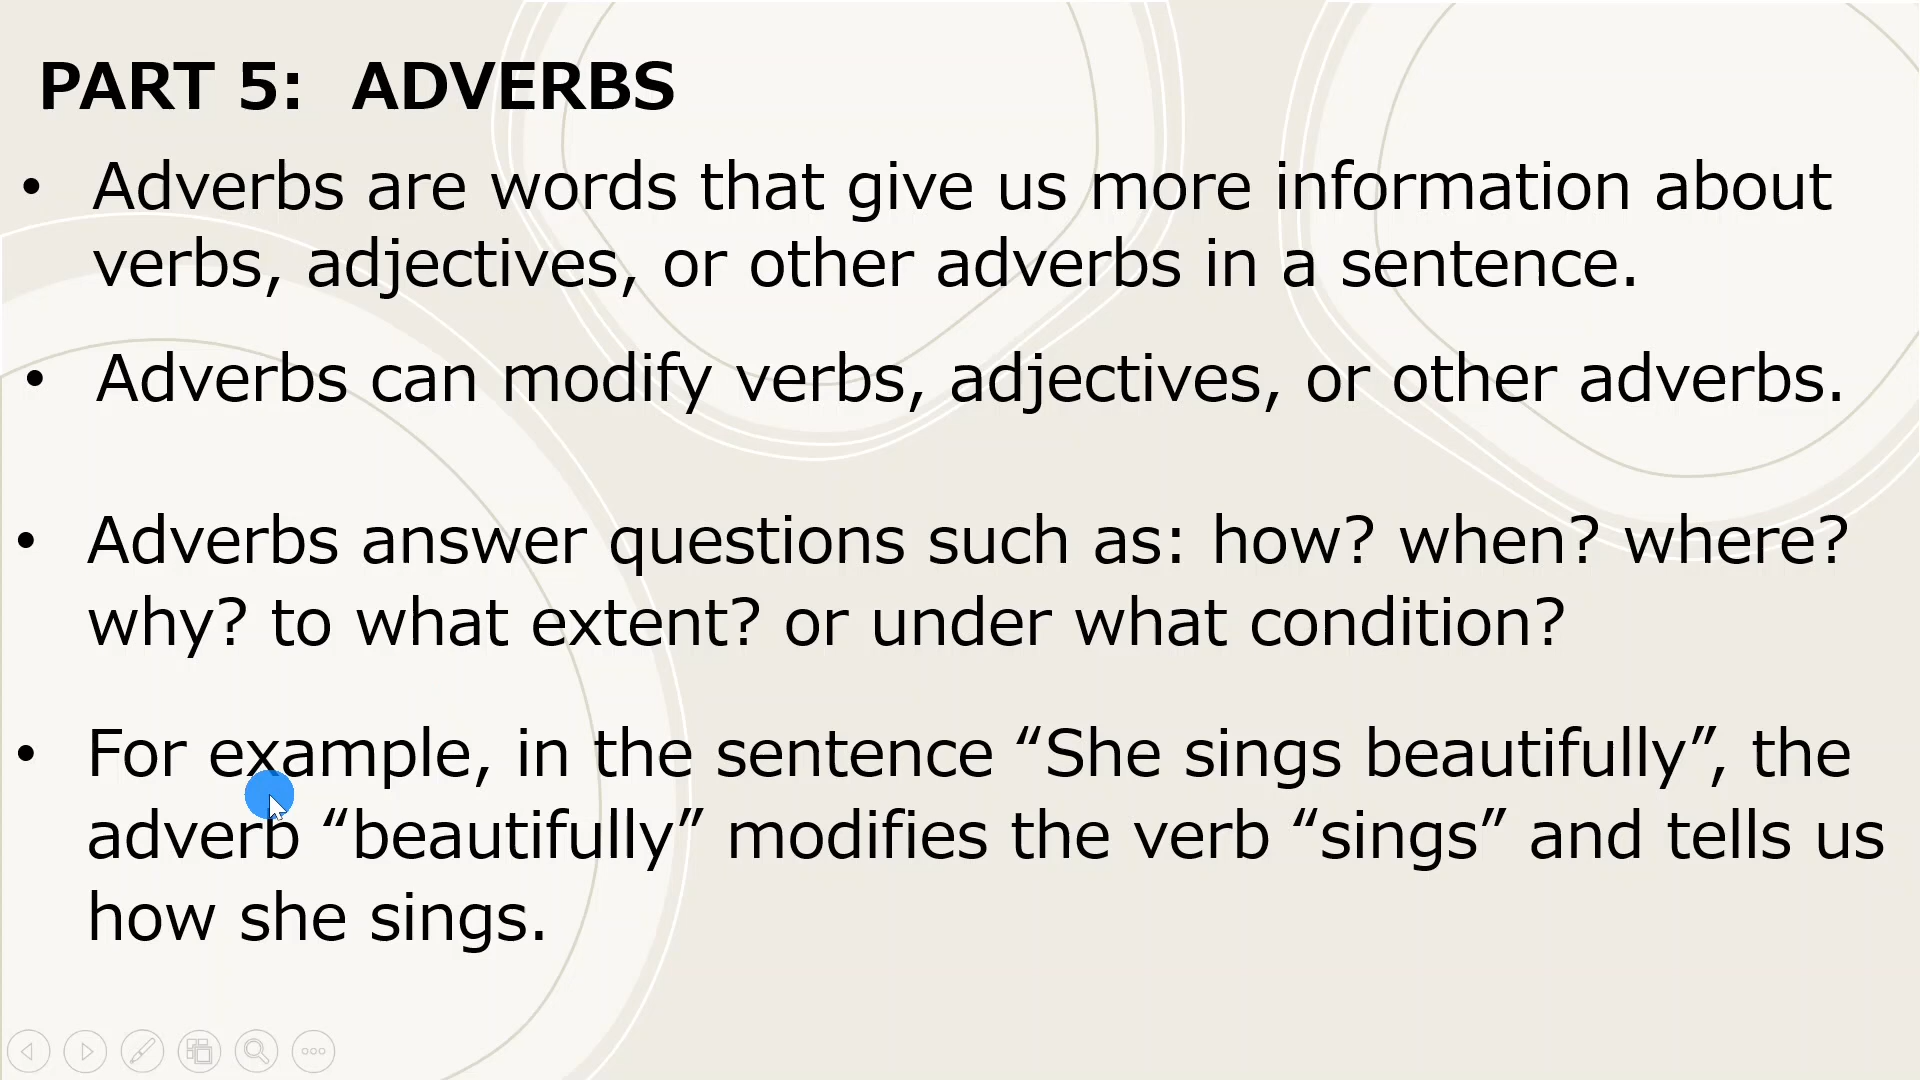 PART 5:  ADVERBS
• Adverbs are words that give us more information about
verbs, adjectives, or other adverbs in a sentence.
• Adverbs can modify verbs, adjectives, or other adverbs.
• Adverbs answer questions such as: how? when? where?
why? to what extent? or under what condition?
• For example, in the sentence “She sings beautifully”, the
adverb “beautifully” modifies the verb “sings” and tells us
how she sings.